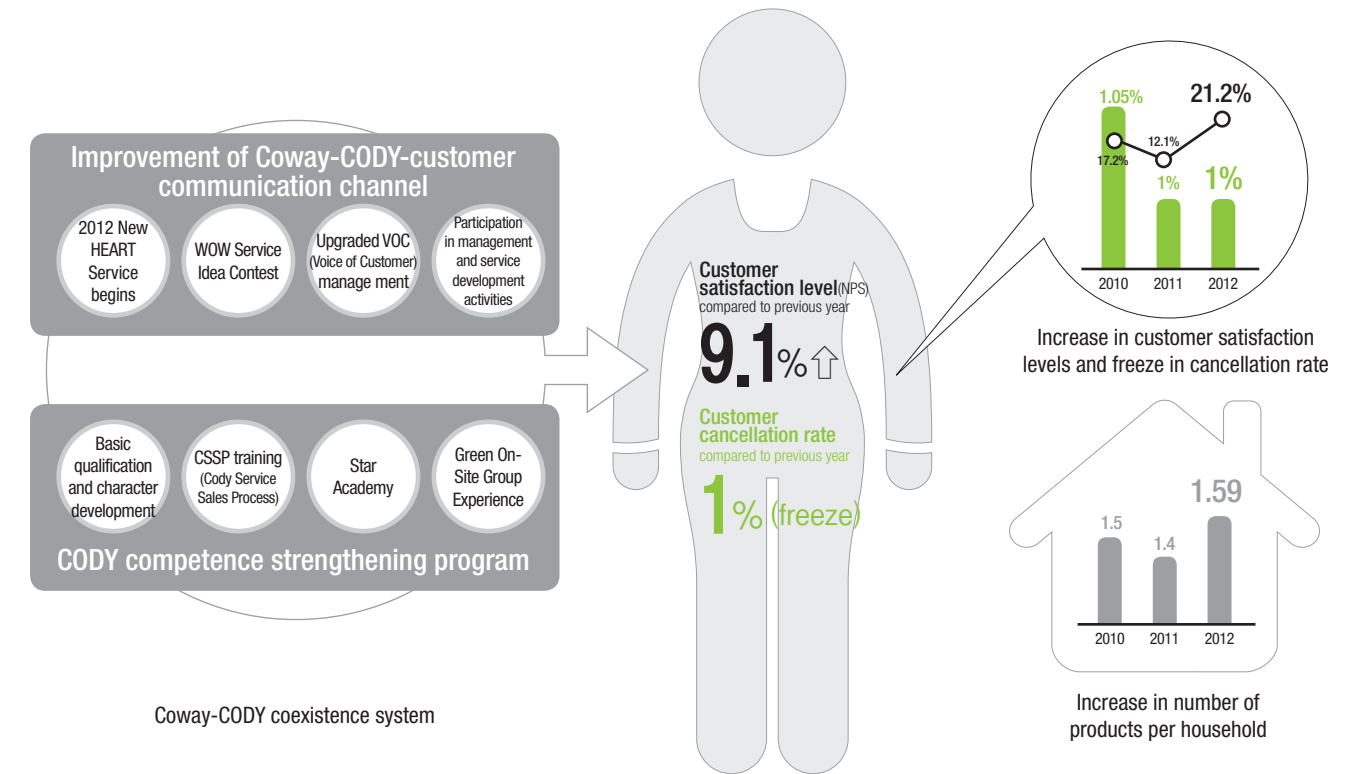 Improvement of Coway-CODY-customer
communication channel
2012 New
HEART
Service
begins
WOW Service
Idea Contest
Upgraded VOC
(Voice of Customer)
manage ment
Participation
in management
and service
development
activities
Basic
qualification
and character
development
CSSP training
(Cody Service
Sales Process)
Star
Academy
Green On-
Site Group
Experience
CODY competence strengthening program
Coway-CODY coexistence system
Customer
satisfaction level(NPS)
compared to previous year
9.1%
Customer
cancellation rate
compared to previous year
1% (freeze)
1.05%
21.2%
17.2%
12.1%
1%
1%
2010 2011 2012
Increase in customer satisfaction
levels and freeze in cancellation rate
1.5
1.4
1.59
2010 2011 2012
Increase in number of
products per household